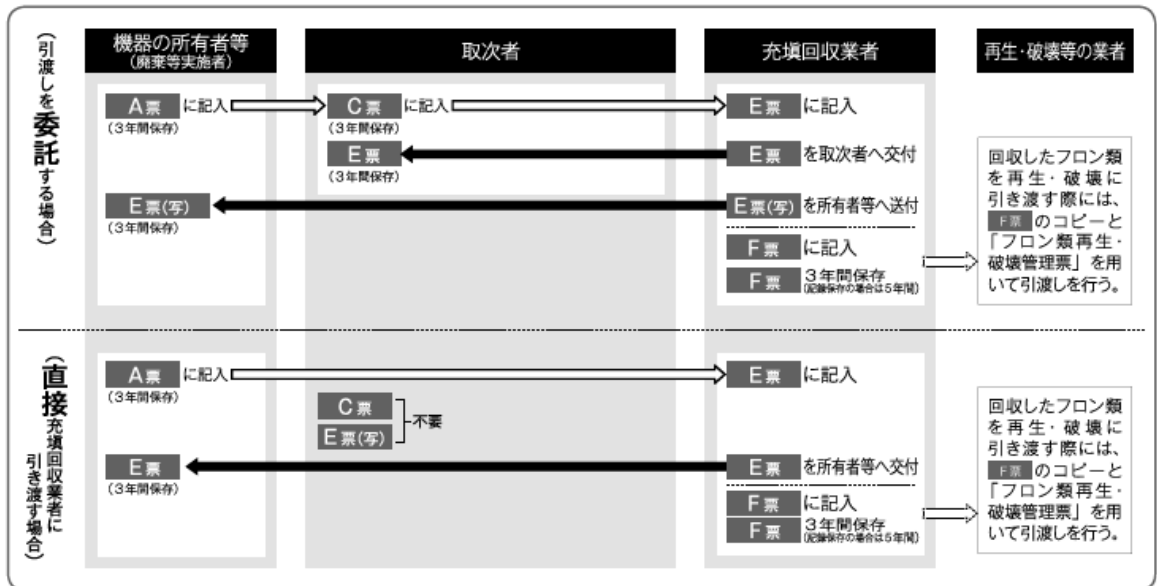 機器の所有者等
(廃棄等実施者)
取次者
充填回収業者
再生・破壊等の業者
(引渡しを委託する場合)
A票 に記入
(3年間保存)
C票 に記入
(3年間保存)
E票 に記入
E票
(3年間保存)
E票 を取次者へ交付
E票(写)
(3年間保存)
E票(写) を所有者等へ送付
F票 に記入
F票 3年間保存
(記録保存の場合は5年間)
回収したフロン類
を再生・破壊に
引き渡す際には、
F票 のコピーと
「フロン類再生・
破壊管理票」を用
いて引渡しを行う。
(直接充填回収業者に
引き渡す場合)
A票 に記入
(3年間保存)
E票 に記入
C票
E票(写)
不要
E票
(3年間保存)
E票 を所有者等へ交付
F票 に記入
F票 3年間保存
(記録保存の場合は5年間)
回収したフロン類
を再生・破壊に
引き渡す際には、
F票 のコピーと
「フロン類再生・
破壊管理票」を用
いて引渡しを行う。